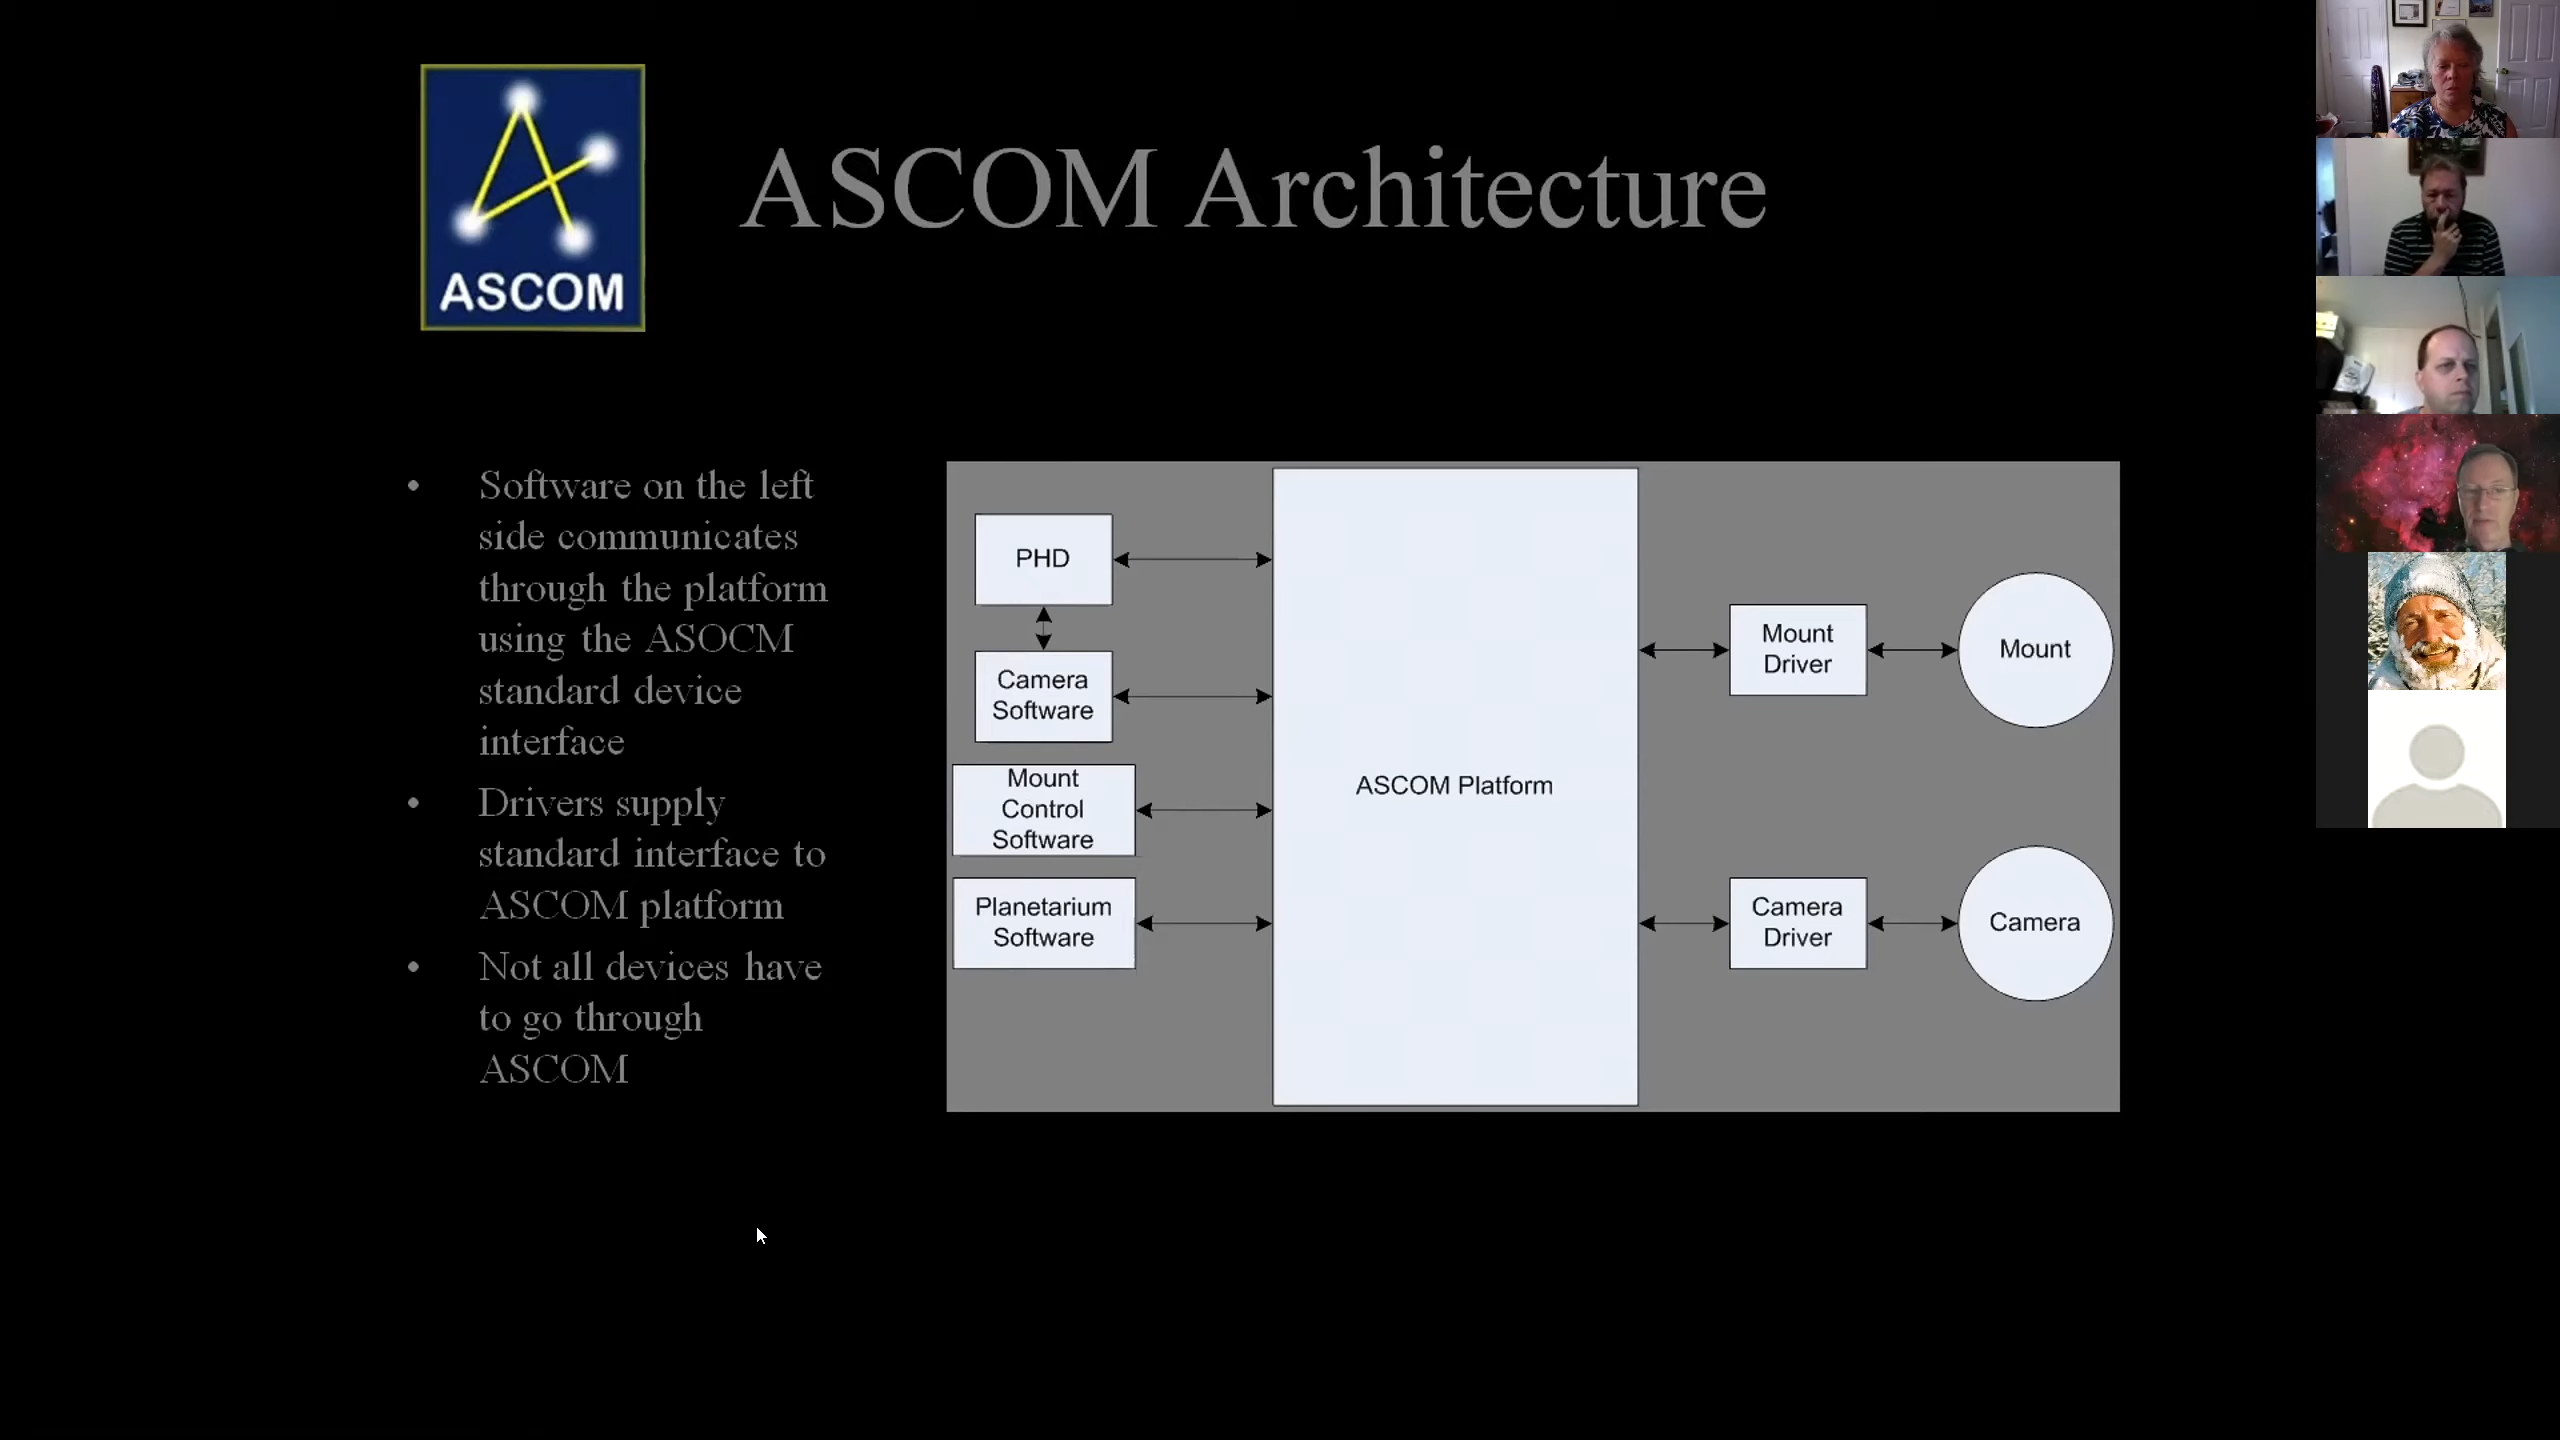 ASCOM
ASCOM Architecture
• Software on the left
side communicates
through the platform
using the ASOCM
standard device
interface
• Drivers supply
standard interface to
ASCOM platform
• Not all devices have
to go through
ASCOM
PHD
Camera
Software
Mount
Control
Software
Planetarium
Software
ASCOM Platform
Mount
Driver
Mount
Camera
Driver
Camera